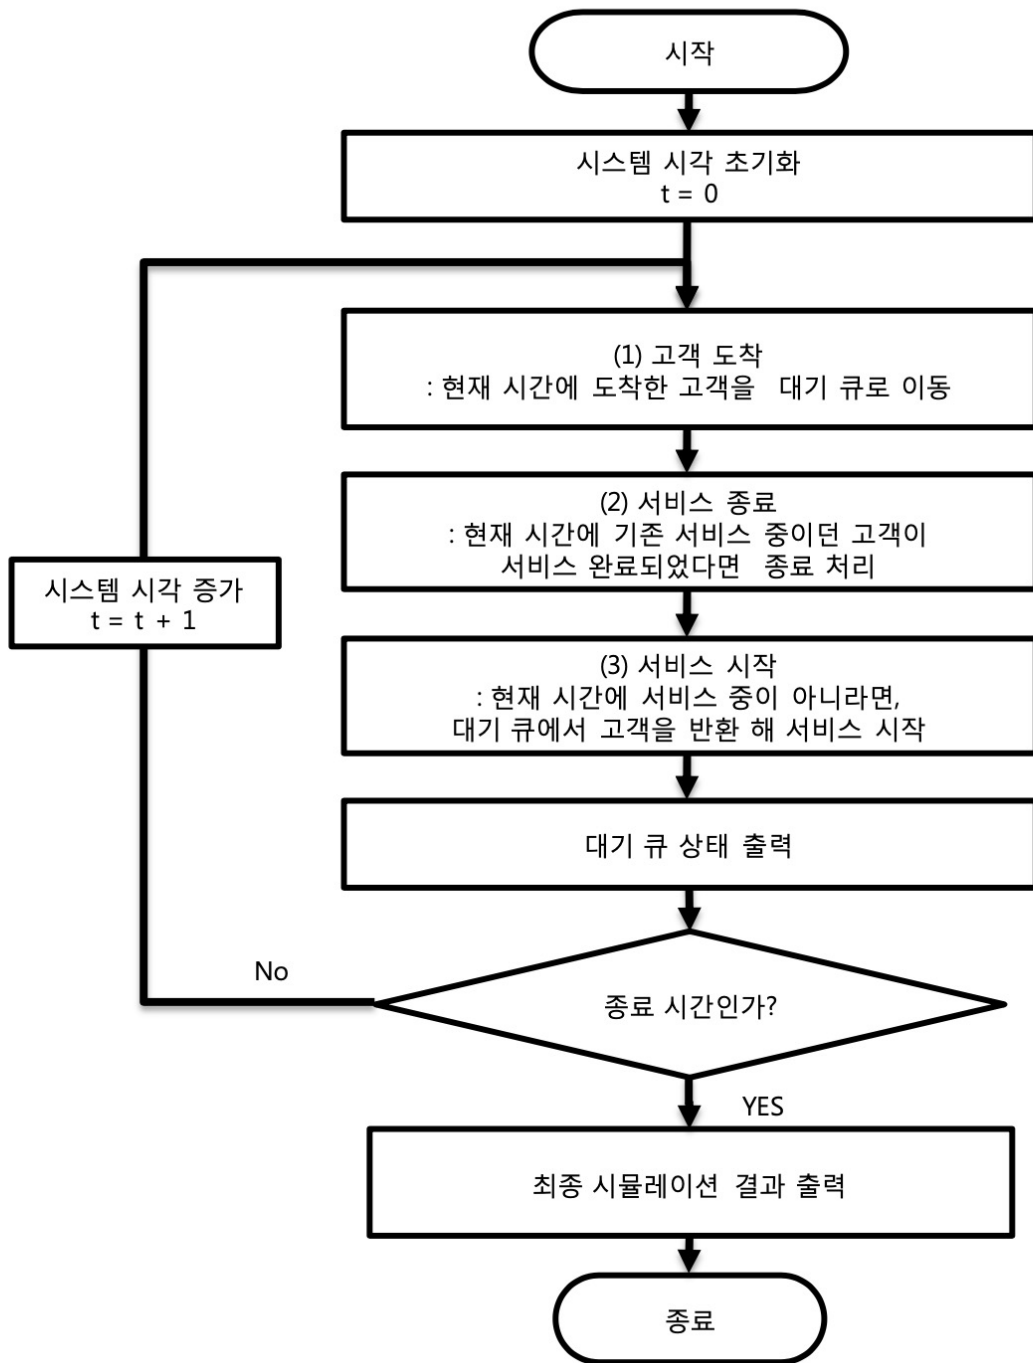 시작
시스템 시각 초기화
t = 0
(1) 고객 도착
: 현재 시간에 도착한 고객을 대기 큐로 이동
(2) 서비스 종료
: 현재 시간에 기존 서비스 중이던 고객이
서비스 완료되었다면 종료 처리
시스템 시각 증가
t = t + 1
(3) 서비스 시작
: 현재 시간에 서비스 중이 아니라면,
대기 큐에서 고객을 반환 해 서비스 시작
대기 큐 상태 출력
No
종료 시간인가?
YES
최종 시뮬레이션 결과 출력
종료